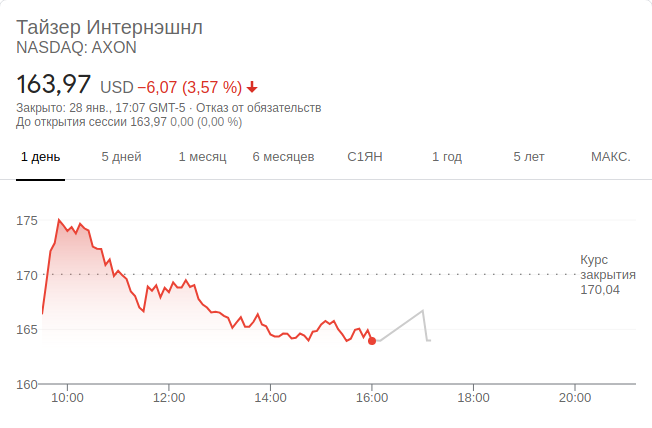 Тайзер Интернэшнл
NASDAQ: AXON
163,97 USD −6,07 (3,57 %)
Закрыто: 28 янв., 17:07 GMT-5 · Отказ от обязательств
До открытия сессии 163,97 0,00 (0,00 %)
1 день 5 дней 1 месяц 6 месяцев С1ЯН 1 год 5 лет МАКС.
175
Курс
170 закрытия
170,04
165
160
10:00 12:00 14:00 16:00 18:00 20:00